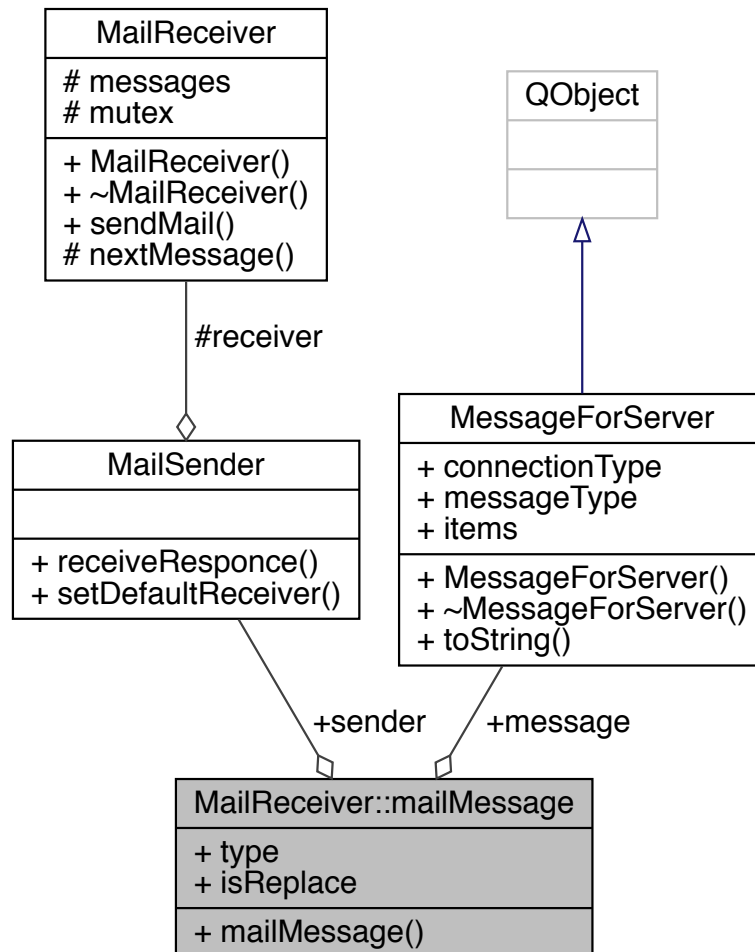 MailReceiver
# messages
# mutex
+ MailReceiver()
+ ~MailReceiver()
+ sendMail()
# nextMessage()
QObject
#receiver
MailSender
+ receiveResponce()
+ setDefaultReceiver()
MessageForServer
+ connectionType
+ messageType
+ items
+ MessageForServer()
+ ~MessageForServer()
+ toString()
+sender
+message
MailReceiver::mailMessage
+ type
+ isReplace
+ mailMessage()